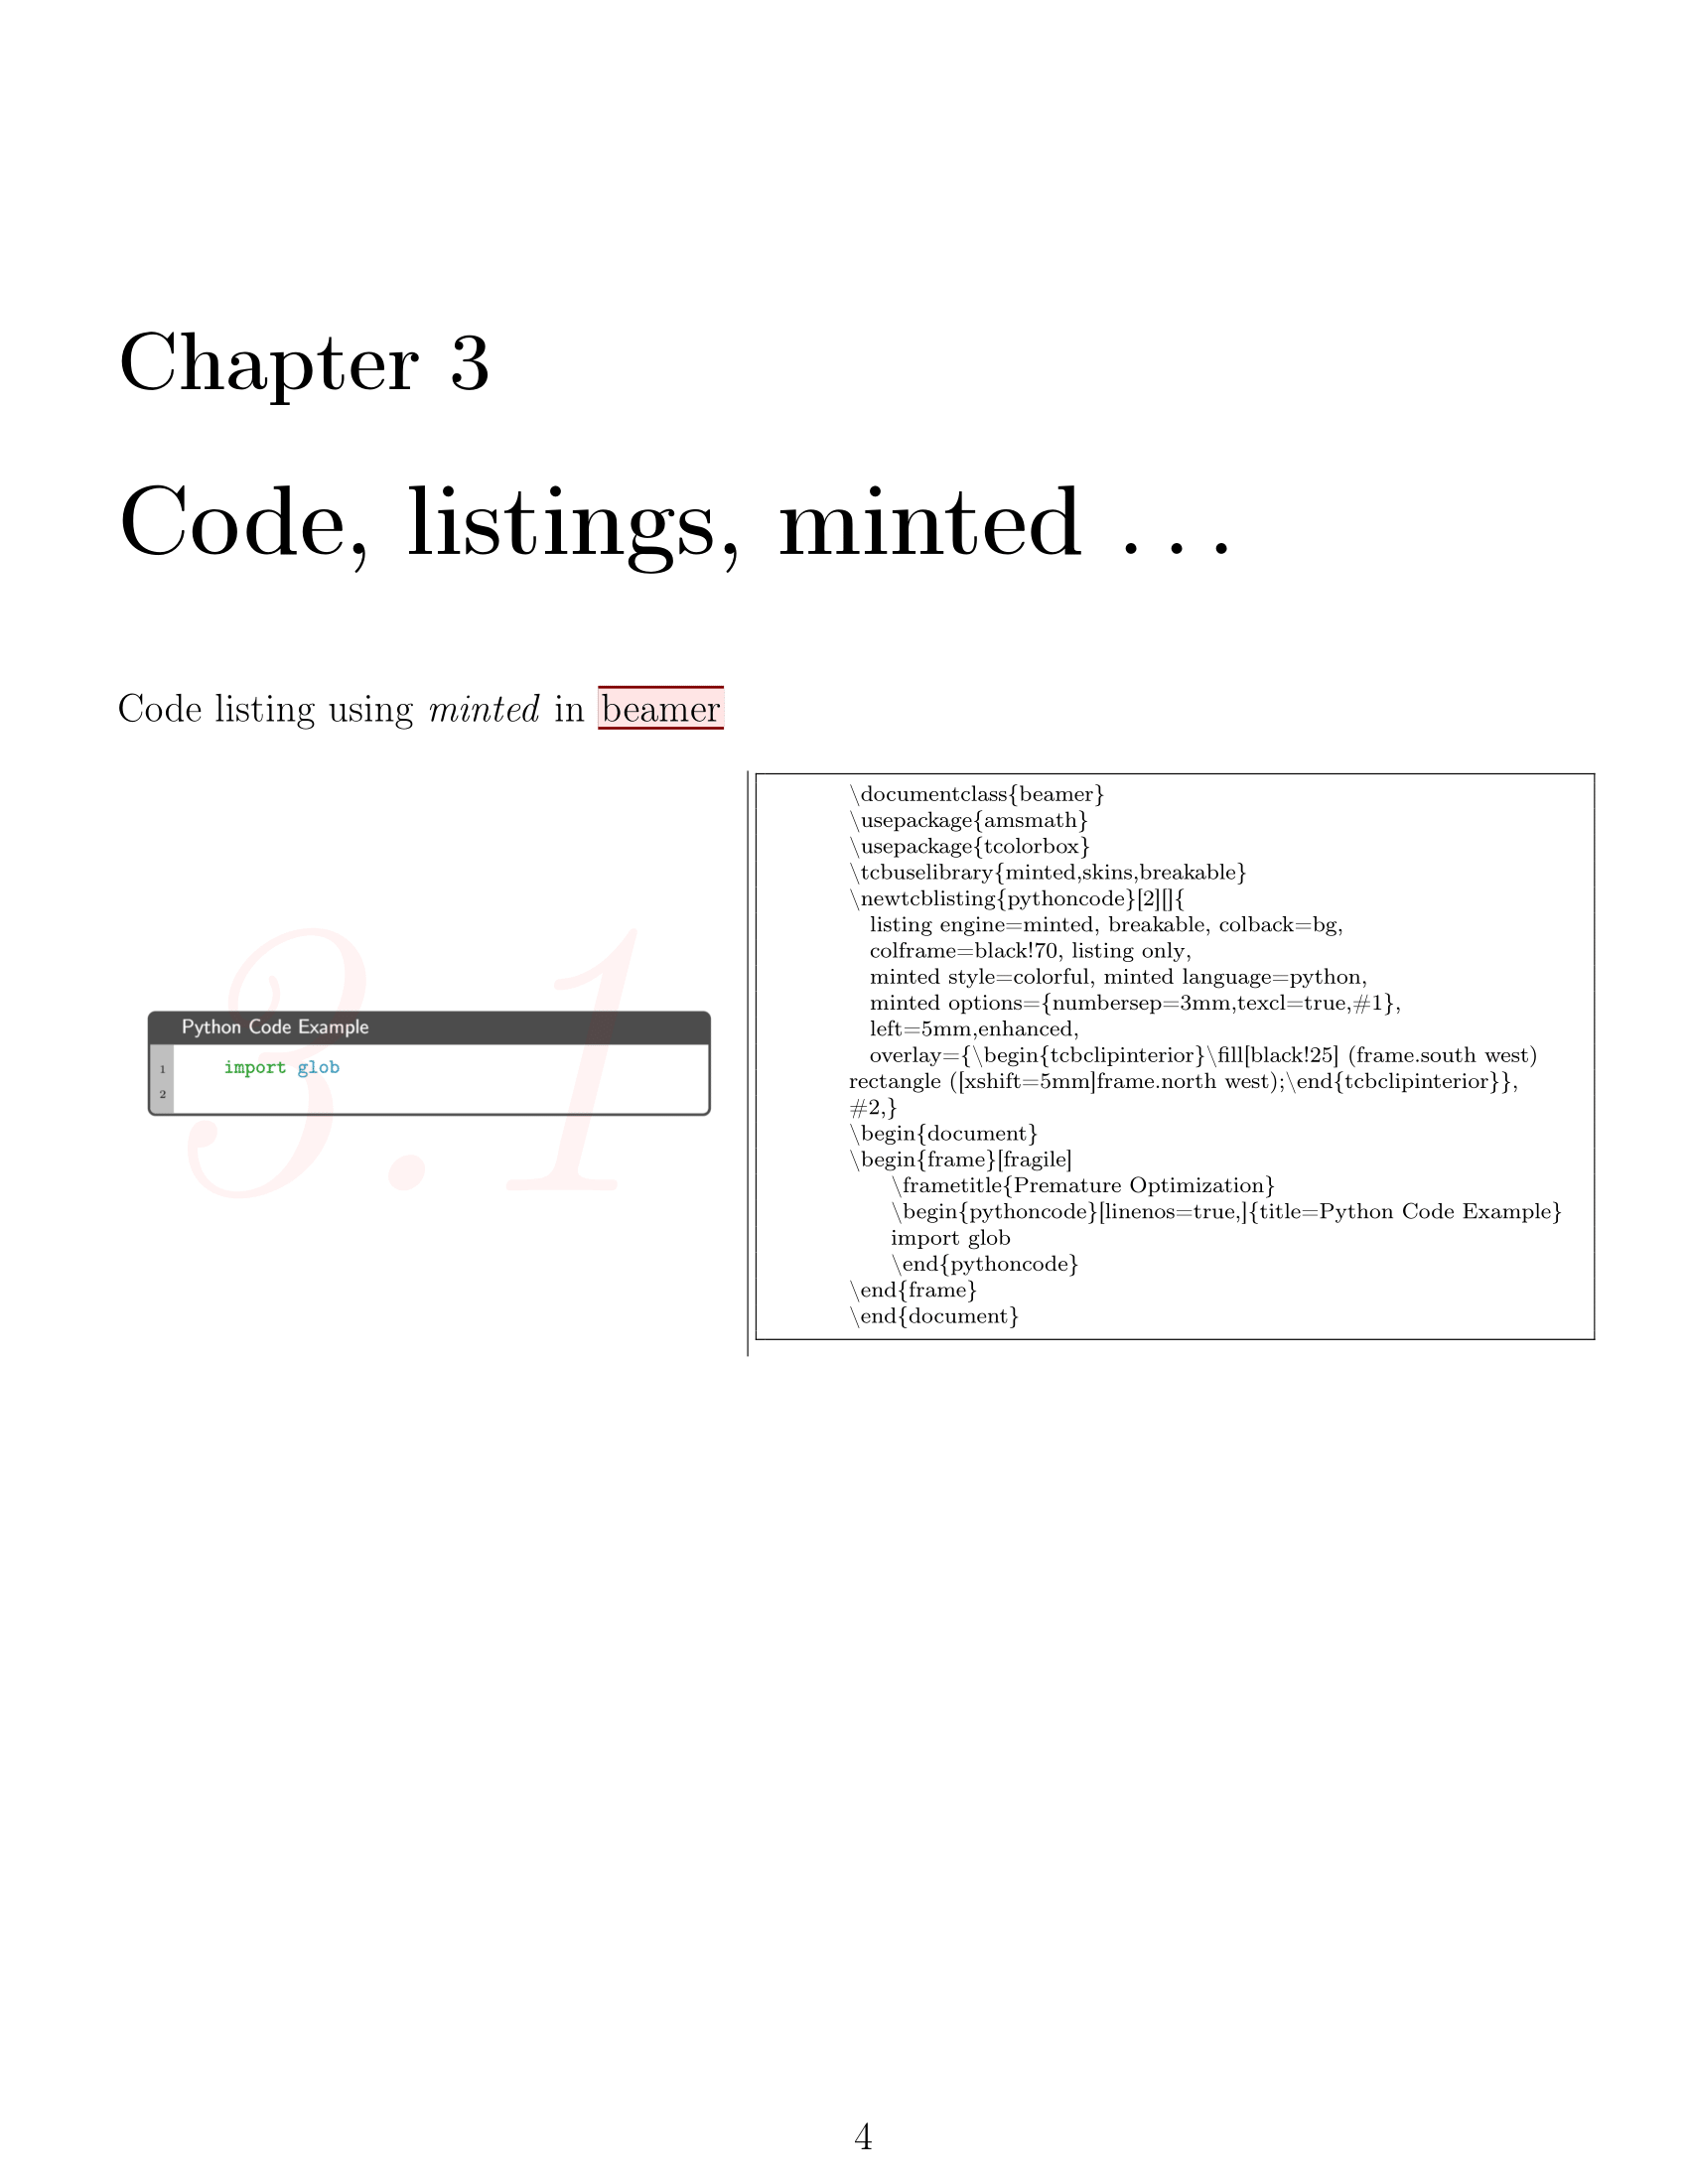 Chapter 3
Code, listings, minted . . .
Code listing using minted in beamer
3.1
Python Code Example
1 import glob
2
\documentclass{beamer}
\usepackage{amsmath}
\usepackage{tcolorbox}
\tcbuselibrary{minted,skins,breakable}
\newtcblisting{pythoncode}[2][]{
listing engine=minted, breakable, colback=bg,
colframe=black!70, listing only,
minted style=colorful, minted language=python,
minted options={numbersep=3mm,texcl=true,#1},
left=5mm,enhanced,
overlay={\begin{tcbclipinterior}\fill[black!25] (frame.south west)
rectangle ([xshift=5mm]frame.north west);\end{tcbclipinterior}},
#2,}
\begin{document}
\begin{frame}[fragile]
\frametitle{Premature Optimization}
\begin{pythoncode}[linenos=true,]{title=Python Code Example}
import glob
\end{pythoncode}
\end{frame}
\end{document}
4